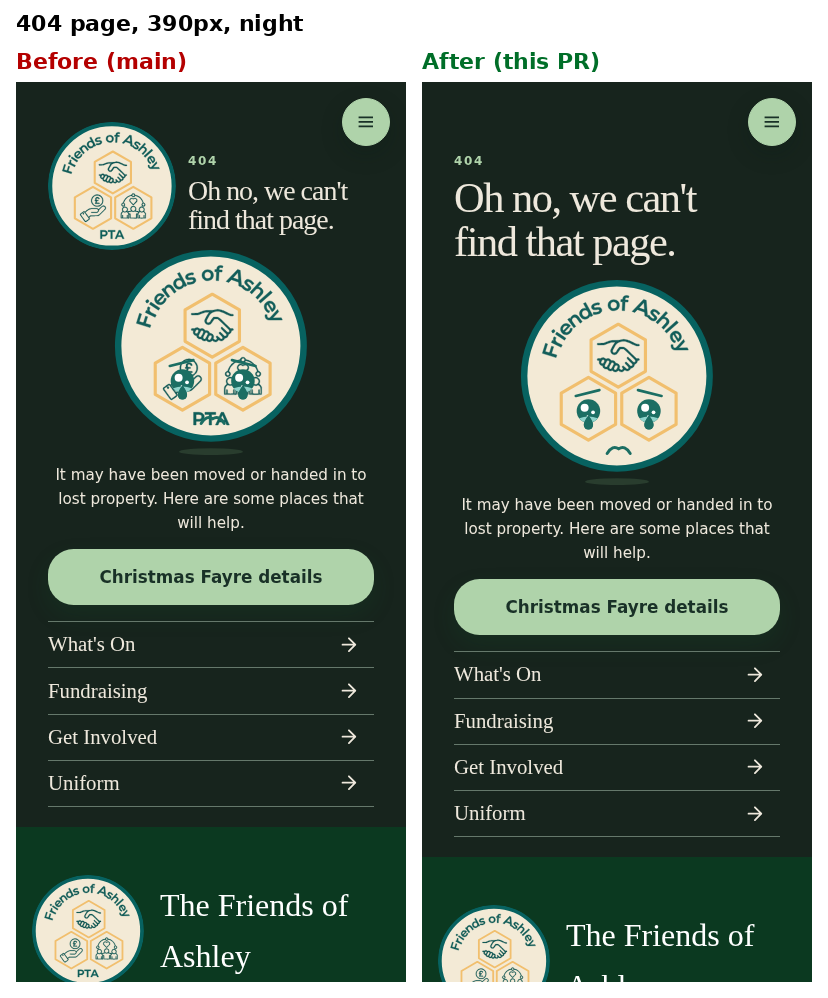 404 page, 390px, night
Before (main)
Friends of Ashley
£
PTA
404
Oh no, we can't
find that page.
Friends of Ashley
£
PTA
It may have been moved or handed in to
lost property. Here are some places that
will help.
Christmas Fayre details
What's On
Fundraising
Get Involved
Uniform
Friends of Ashley
£
PTA
The Friends of
Ashley
After (this PR)
404
Oh no, we can't
find that page.
Friends of Ashley
It may have been moved or handed in to
lost property. Here are some places that
will help.
Christmas Fayre details
What's On
Fundraising
Get Involved
Uniform
Friends of Ashley
£
The Friends of